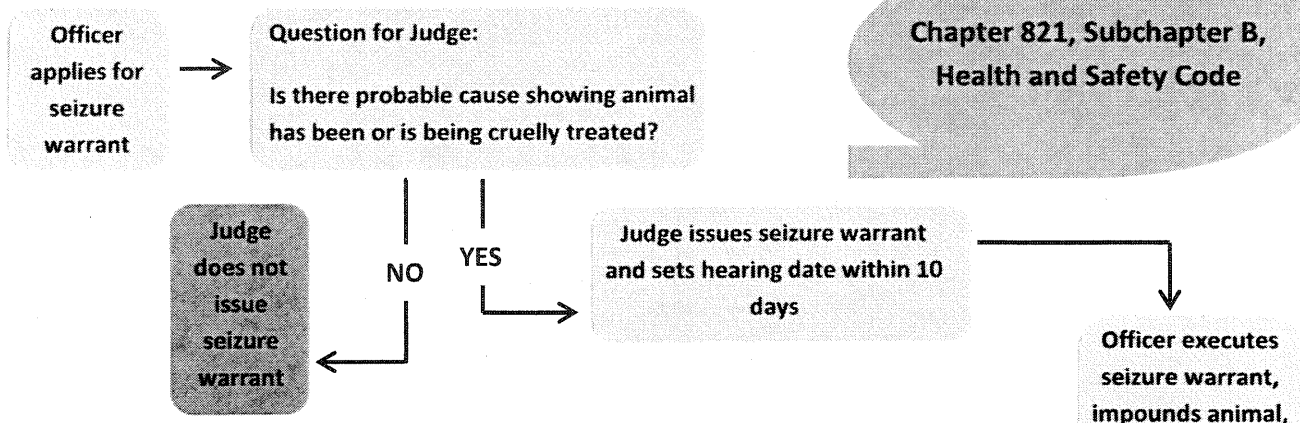 Officer
applies for
seizure
warrant
Question for Judge:
Is there probable cause showing animal
has been or is being cruelly treated?
Chapter 821, Subchapter B,
Health and Safety Code
Judge
does not
issue
seizure
warrant
NO
YES
Judge issues seizure warrant
and sets hearing date within 10
days
Officer executes
seizure warrant,
impounds animal,